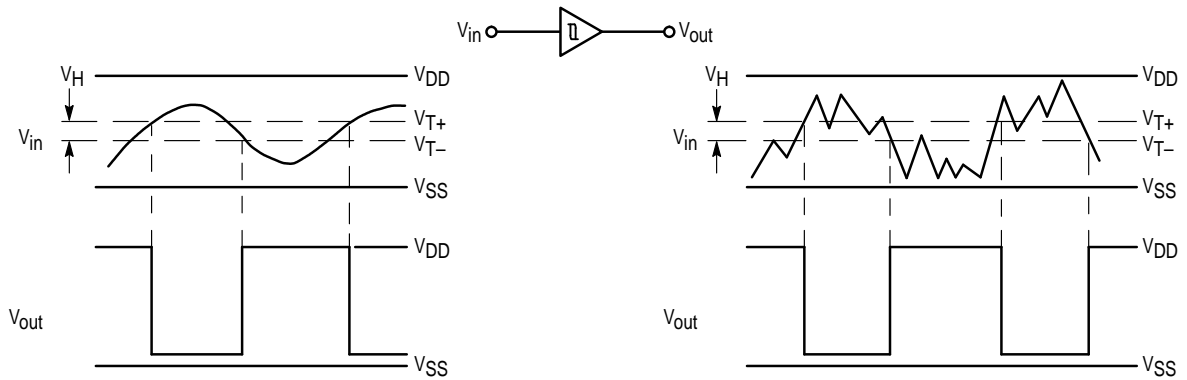 Vin Vout
VH VDD
VT+
Vin VT–
VSS
VDD
Vout
VSS
VH VDD
VT+
Vin VT–
VSS
VDD
Vout
VSS